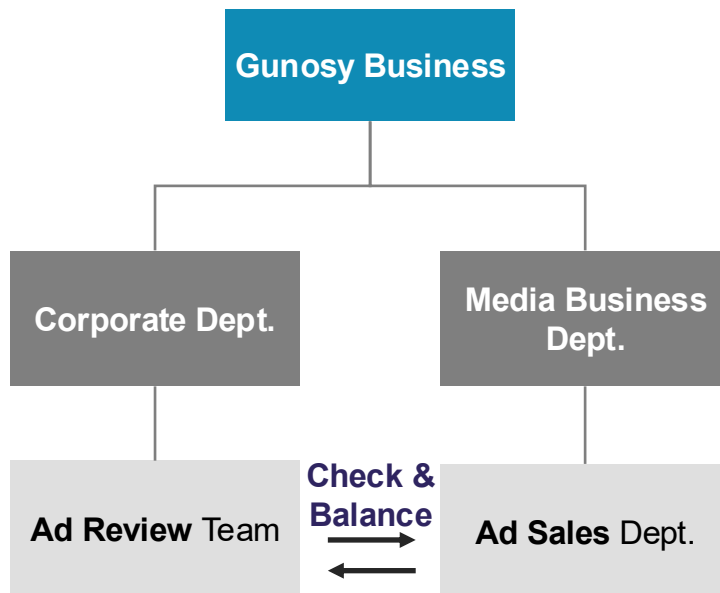 Gunosy Business
Corporate Dept.
Media Business
Dept.
Check &
Balance
Ad Review Team
Ad Sales Dept.